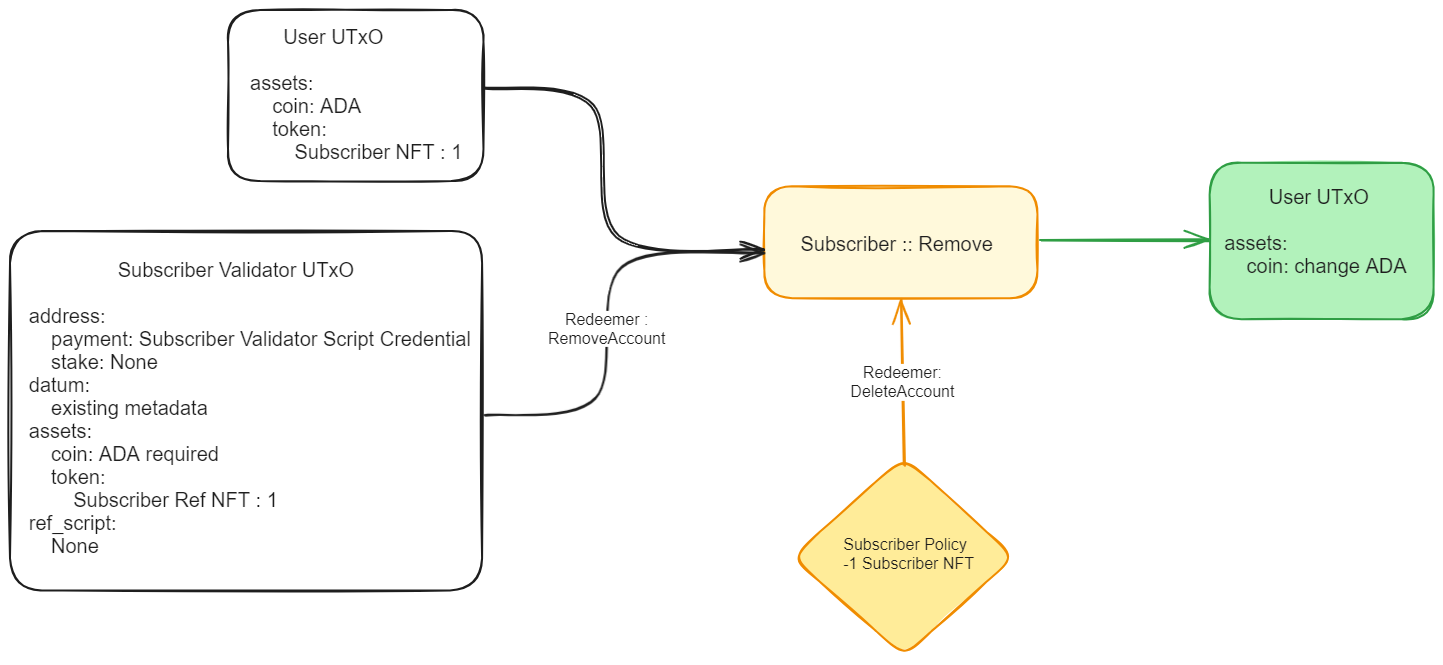 User UTxO
assets:
coin: ADA
token:
Subscriber NFT : 1
Subscriber Validator UTxO
address:
payment: Subscriber Validator Script Credential
stake: None
datum:
existing metadata
assets:
coin: ADA required
token:
Subscriber Ref NFT : 1
ref_script:
None
Redeemer :
RemoveAccount
Subscriber :: Remove
Redeemer:
DeleteAccount
Subscriber Policy
-1 Subscriber NFT
User UTxO
assets:
coin: change ADA